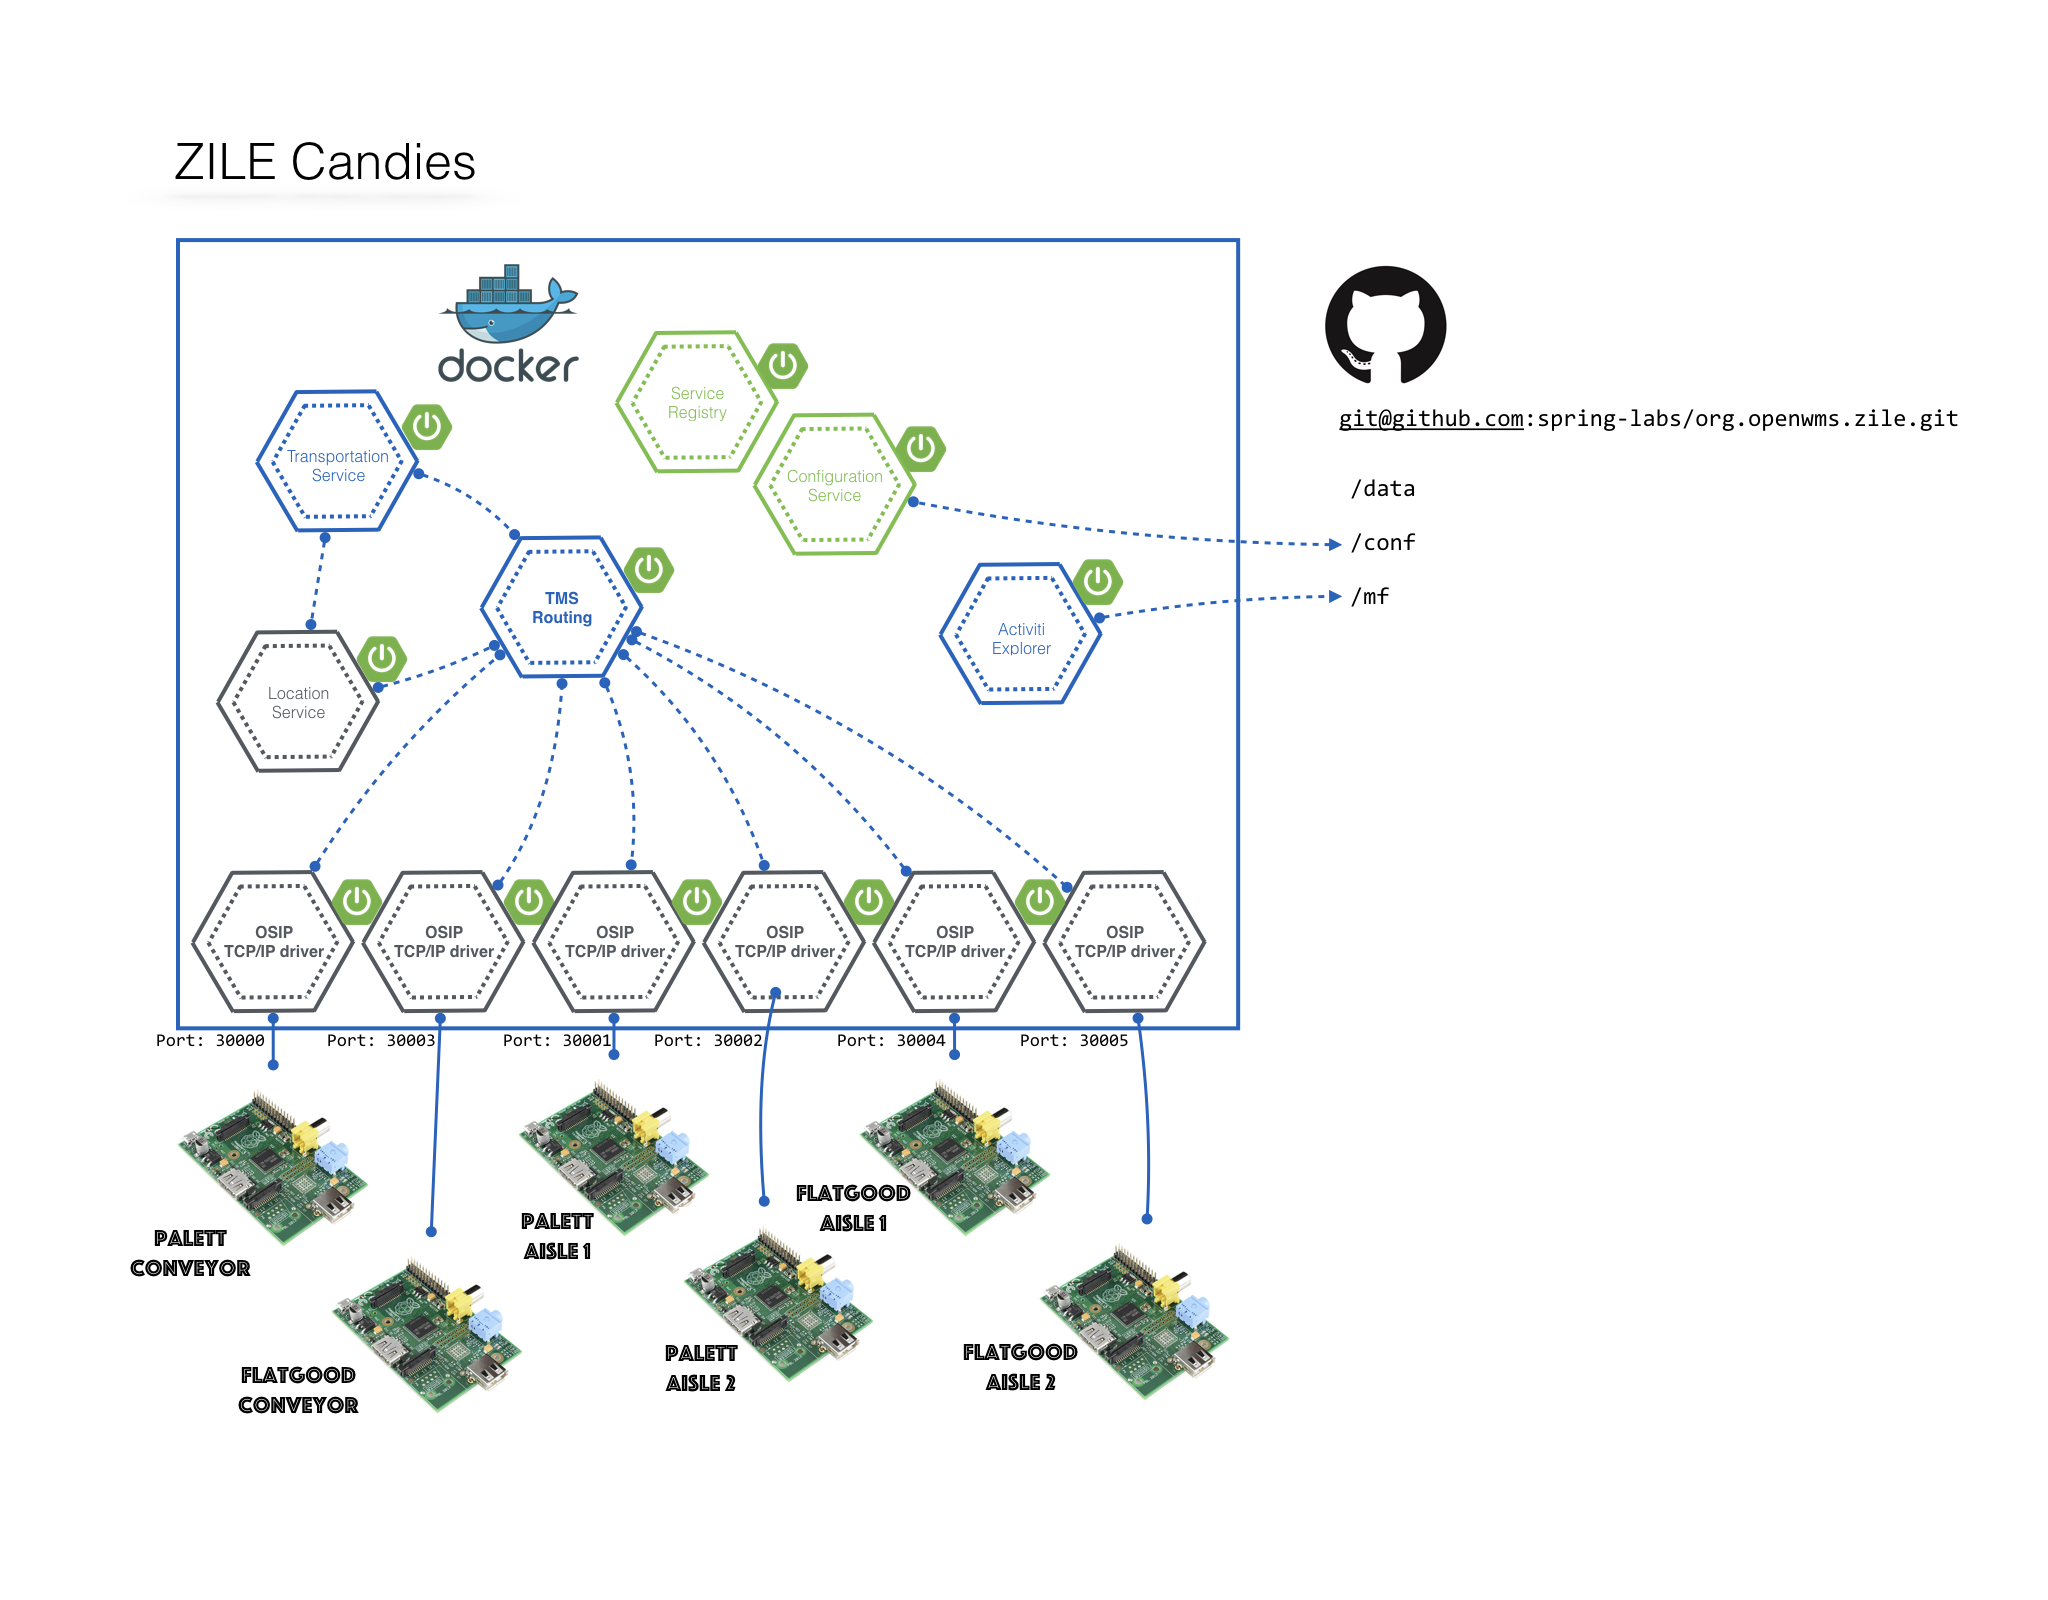 ZILE Candies
docker
Service
Registry
Transportation
Service
Configuration
Service
git@github.com:spring-labs/org.openwms.zile.git
/data
/conf
/mf
TMS
Routing
Activiti
Explorer
Location
Service
OSIP
TCP/IP driver
OSIP
TCP/IP driver
OSIP
TCP/IP driver
OSIP
TCP/IP driver
OSIP
TCP/IP driver
OSIP
TCP/IP driver
Port: 30000
Port: 30003
Port: 30001
Port: 30002
Port: 30004
Port: 30005
PALETT
CONVEYOR
FLATGOOD
CONVEYOR
PALETT
AISLE 1
PALETT
AISLE 2
FLATGOOD
AISLE 1
FLATGOOD
AISLE 2